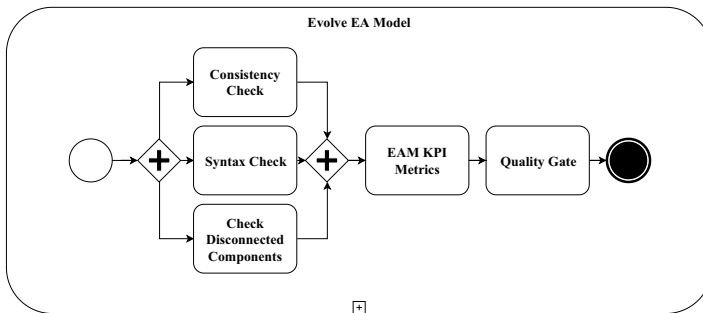 Evolve EA Model
Consistency
Check
Syntax Check
Check
Disconnected
Components
EAM KPI
Metrics
Quality Gate